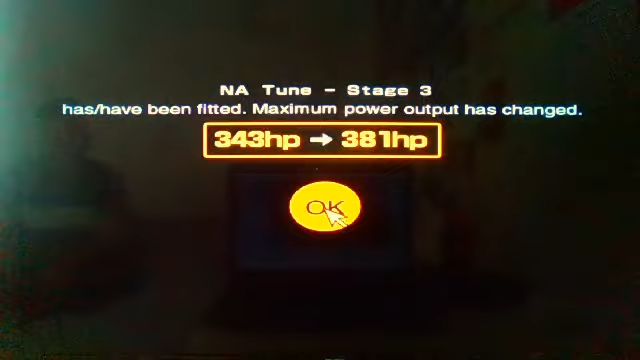 NA Tune - Stage 3
has/have been fitted. Maximum power output has changed.
343hp → 381hp
OK